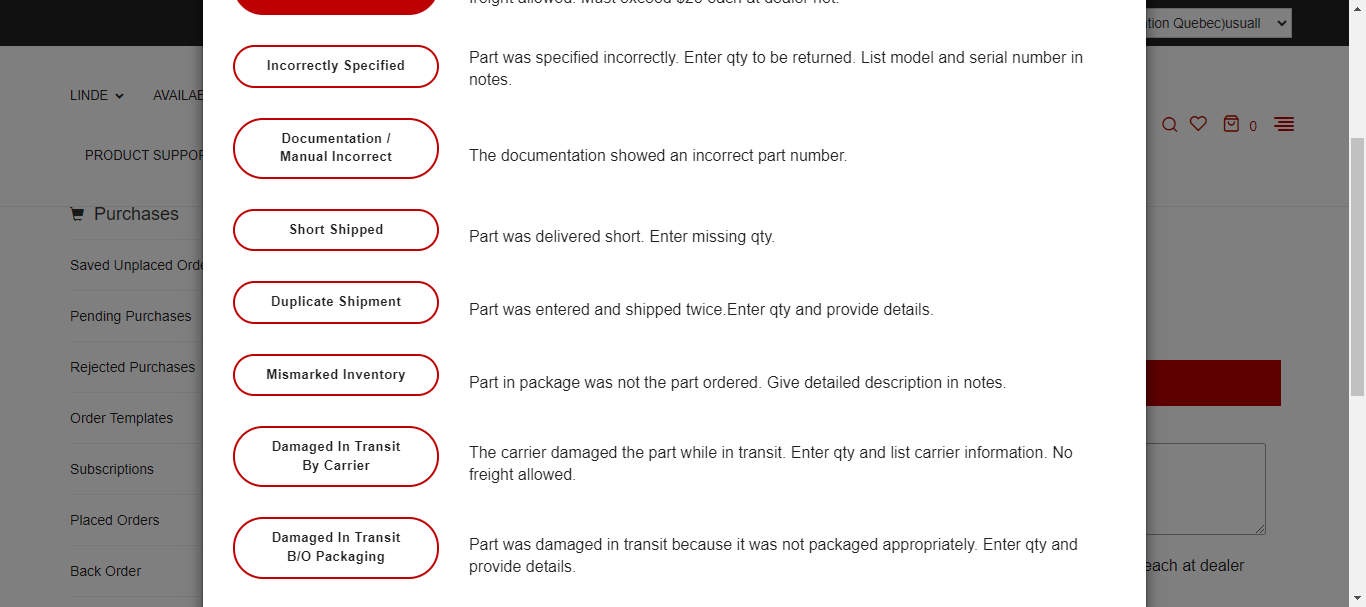 freight allowed. Must exceed $20 each at dealer net.
tion Quebec)usuall
Incorrectly Specified
Part was specified incorrectly. Enter qty to be returned. List model and serial number in
notes.
LINDE
AVAILAB
0
Documentation /
Manual Incorrect
The documentation showed an incorrect part number.
PRODUCT SUPPOR
Purchases
Short Shipped
Part was delivered short. Enter missing qty.
Saved Unplaced Orde
Duplicate Shipment
Part was entered and shipped twice.Enter qty and provide details.
Pending Purchases
Rejected Purchases
Mismarked Inventory
Part in package was not the part ordered. Give detailed description in notes.
Order Templates
Damaged In Transit
By Carrier
The carrier damaged the part while in transit. Enter qty and list carrier information. No
freight allowed.
Subscriptions
Placed Orders
Damaged In Transit
B/O Packaging
Part was damaged in transit because it was not packaged appropriately. Enter qty and
provide details.
Back Order
each at dealer